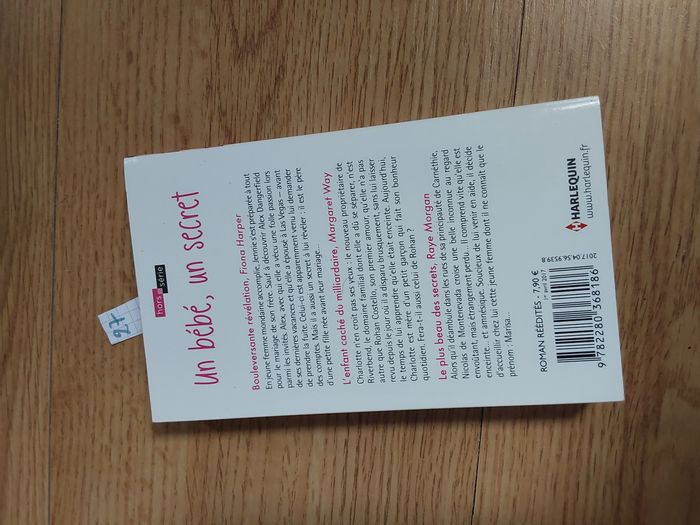 27
hors
série
un bébé, un secret
Bouleversante révélation, Fiona Harper
En jeune femme mondaine accomplie, Jennie s'est préparée à tout
pour le mariage de son frère. Sauf à découvrir Alex Dangerfield
parmi les invités. Alex, avec qui elle a vécu une folle passion lors
de ses dernières vacances et qu'elle a épousé à Las Vegas – avant
de prendre la fuite. Celui-ci est apparemment venu lui demander
des comptes. Mais il a aussi un secret à lui révéler : il est le père
d'une petite fille née avant leur mariage...
L'enfant caché du milliardaire, Margaret Way
Charlotte n'en croit pas ses yeux : le nouveau propriétaire de
Riverbend, le domaine familial dont elle a dû se séparer, n'est
autre que Rohan Costello, son premier amour, qu'elle n'a pas
revu depuis le jour où il a disparu brusquement, sans lui laisser
le temps de lui apprendre qu'elle était enceinte. Aujourd'hui,
Charlotte est mère d'un petit garçon qui fait son bonheur
quotidien. Fera-t-il aussi celui de Rohan ?
Le plus beau des secrets, Raye Morgan
Alors qu'il déambule dans les rues de sa principauté de Carnéthie,
Nicolas de Montenevada croise une belle inconnue au regard
envoûtant, mais étrangement perdu... Il comprend vite qu'elle est
enceinte... et amnésique. Soucieux de lui venir en aide, il décide
d'accueillir chez lui cette jeune femme dont il ne connaît que le
prénom : Marisa...
ROMAN RÉÉDITÉS - 7,90 €
1er avril 2017
2017.04.54.9539.8
9 782280 368186
HARLEQUIN
www.harlequin.fr